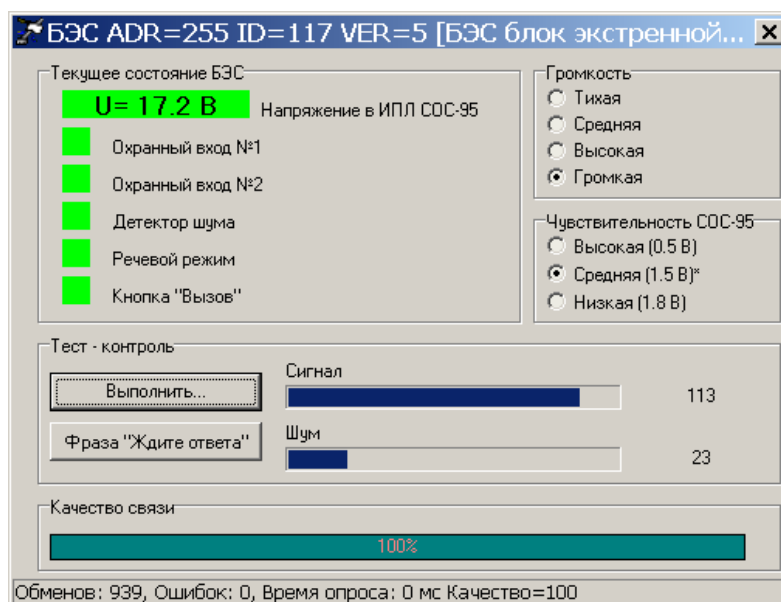 БЭС ADR=255 ID=117 VER=5 [БЭС блок экстренной...
Текущее состояние БЭС
U= 17.2 В Напряжение в ИПЛ СОС-95
Охранный вход №1
Охранный вход №2
Детектор шума
Речевой режим
Кнопка "Вызов"
Громкость
Тихая
Средняя
Высокая
Громкая
Чувствительность СОС-95
Высокая (0.5 В)
Средняя (1.5 В)*
Низкая (1.8 В)
Тест - контроль
Выполнить...
Сигнал
113
Фраза "Ждите ответа"
Шум
23
Качество связи
100%
Обменов: 939, Ошибок: 0, Время опроса: 0 мс Качество=100